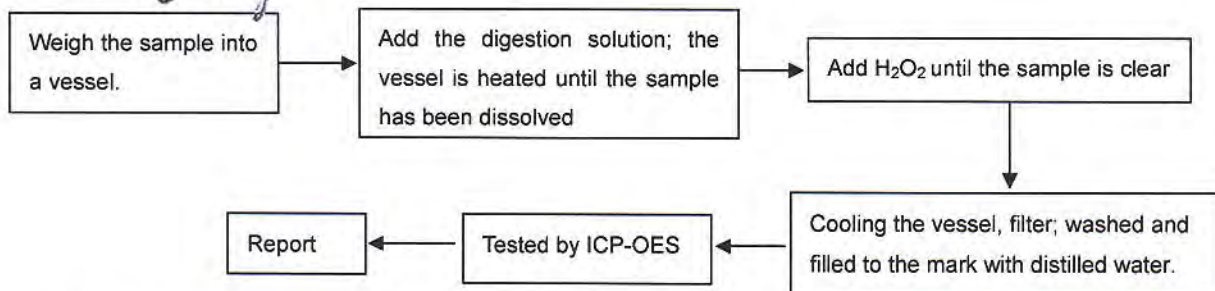 Weigh the sample into
a vessel.
Add the digestion solution; the
vessel is heated until the sample
has been dissolved
Add H₂O₂ until the sample is clear
Cooling the vessel, filter; washed and
filled to the mark with distilled water.
Tested by ICP-OES
Report